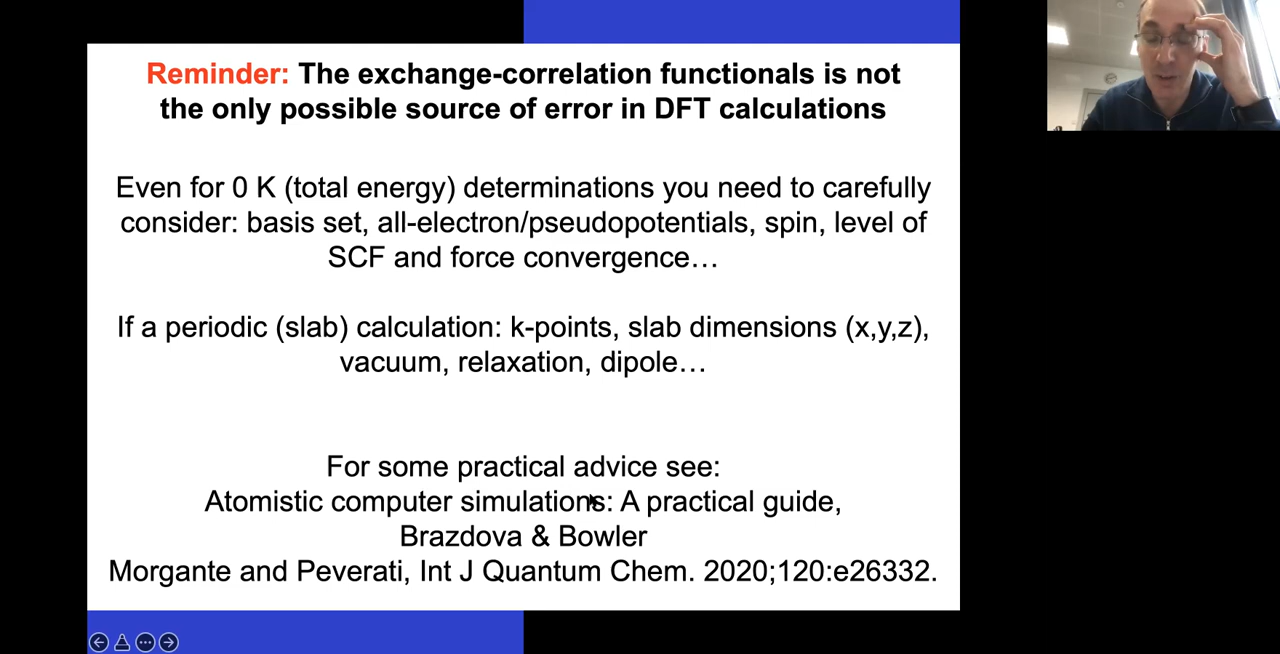 Reminder: The exchange-correlation functionals is not
the only possible source of error in DFT calculations
Even for 0 K (total energy) determinations you need to carefully
consider: basis set, all-electron/pseudopotentials, spin, level of
SCF and force convergence…
If a periodic (slab) calculation: k-points, slab dimensions (x,y,z),
vacuum, relaxation, dipole…
For some practical advice see:
Atomistic computer simulations: A practical guide,
Brazdova & Bowler
Morgante and Peverati, Int J Quantum Chem. 2020;120:e26332.